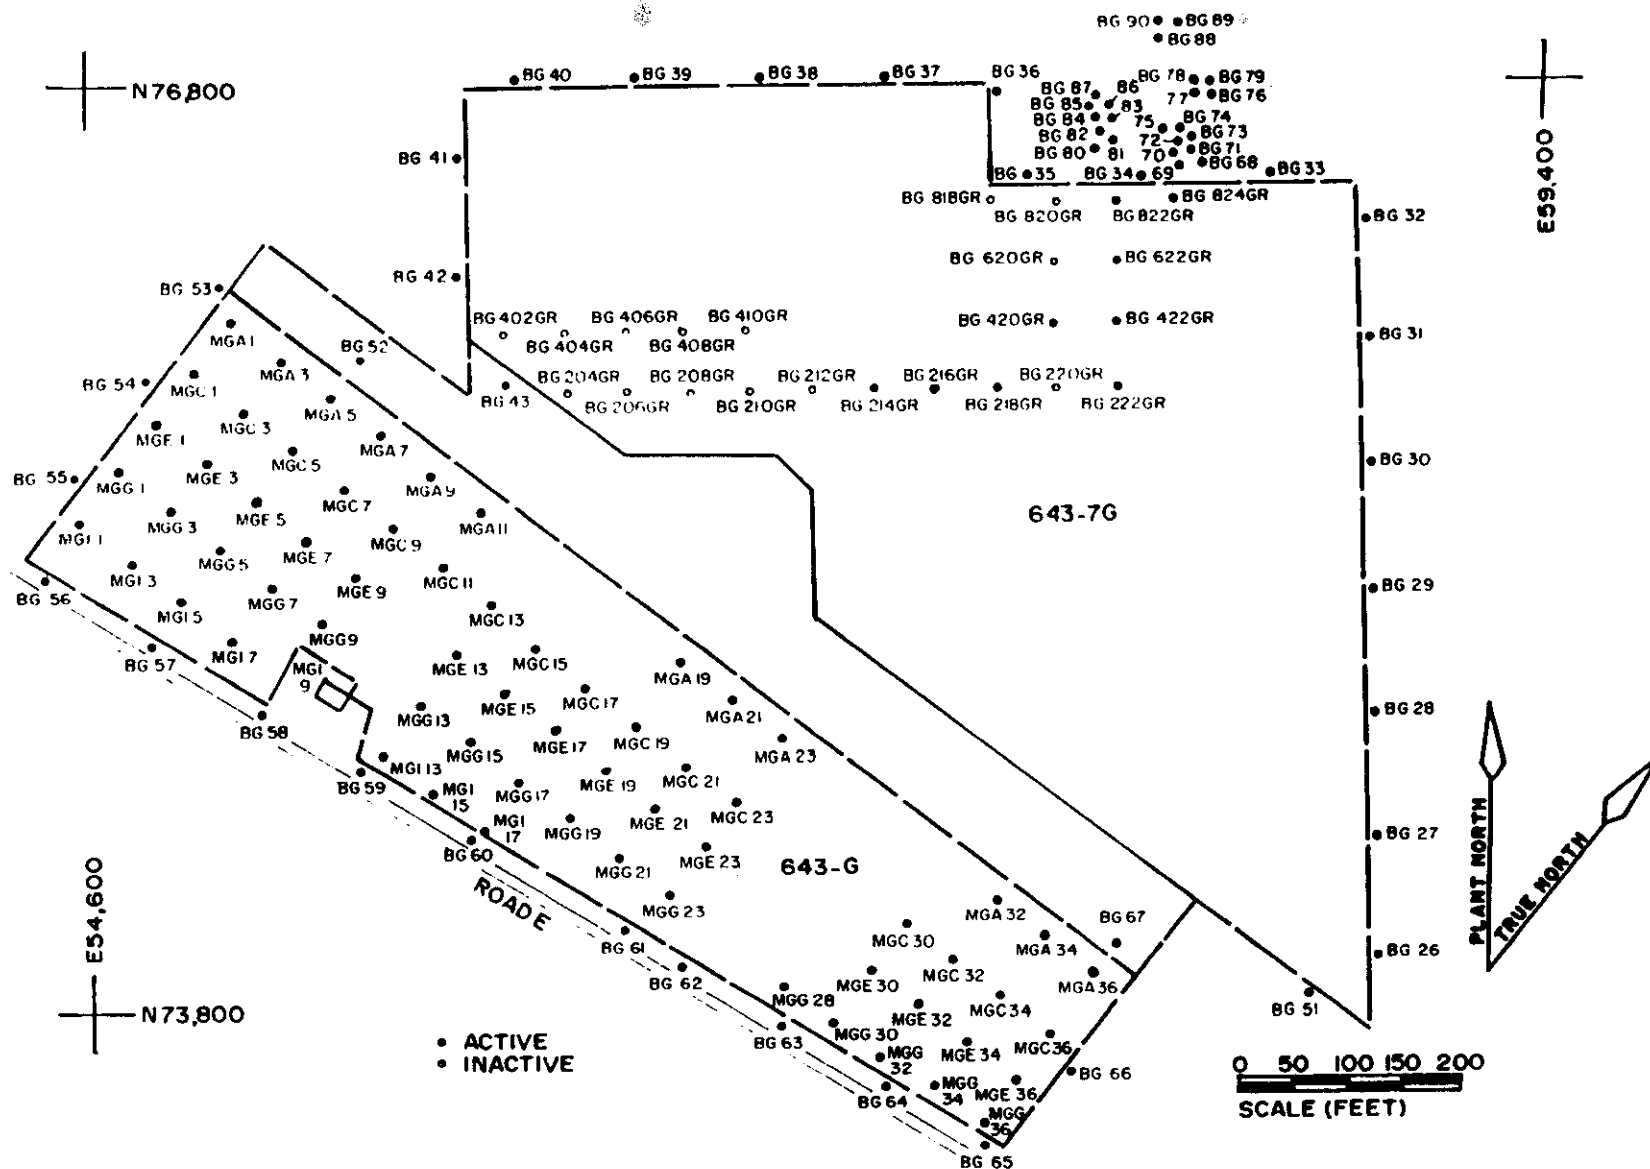 BG 90 BG 89
BG 88
N76,800
BG 40 BG 39 BG 38 BG 37 BG 36
BG 78 BG 79
77 BG 76
BG 87 86
BG 85 83
BG 84 75 BG 74
BG 82 72 BG 73
BG 80 81 70 BG 71
BG 68
BG 41
BG 35 BG 34 69 BG 33
E59,400
BG 818GR BG 820GR BG 822GR BG 824GR
BG 32
BG 620GR BG 622GR
BG 42
BG 53
BG 402GR BG 406GR BG 410GR
BG 404GR BG 408GR
BG 420GR BG 422GR
BG 31
MGA1 BG 52
BG 54 MGC 1 MGA 3
BG 43 BG 204GR BG 208GR BG 212GR BG 216GR BG 220GR
BG 206GR BG 210GR BG 214GR BG 218GR BG 222GR
MGA 5
MGE 1 MGC 3 MGA 7
BG 30
BG 55 MGG 1 MGE 3 MGC 5 MGA 9
MGI 1 MGG 3 MGE 5 MGC 7 MGA 11
643-7G
MGI 3 MGG 5 MGE 7 MGC 9
BG 29
BG 56 MGI 5 MGG 7 MGE 9 MGC 11
MGC 13
BG 57 MGI 7 MGG9
MGI
9
MGE 13 MGC 15 MGA 19
BG 58 MGG 13 MGE 15 MGC 17 MGA 21
BG 28
MGG 15 MGE 17 MGC 19 MGA 23
BG 59 MGI 13
MGI
15
MGG 17 MGE 19 MGC 21
MGI
17
MGG 19 MGE 21 MGC 23
BG 27
BG 60 MGG 21 MGE 23
643-G
PLANT NORTH
TRUE NORTH
ROAD E
MGG 23
E54,600
BG 61 MGC 30 MGA 32 BG 67
MGA 34
BG 26
BG 62 MGE 30 MGC 32 MGA 36
MGG 28 MGE 32 MGC 34
BG 51
N73,800
BG 63 MGG 30 MGE 34 MGC 36
MGG
32
ACTIVE
INACTIVE
BG 64
MGG
34
MGE 36 BG 66
MGG
36
BG 65
0 50 100 150 200
SCALE (FEET)